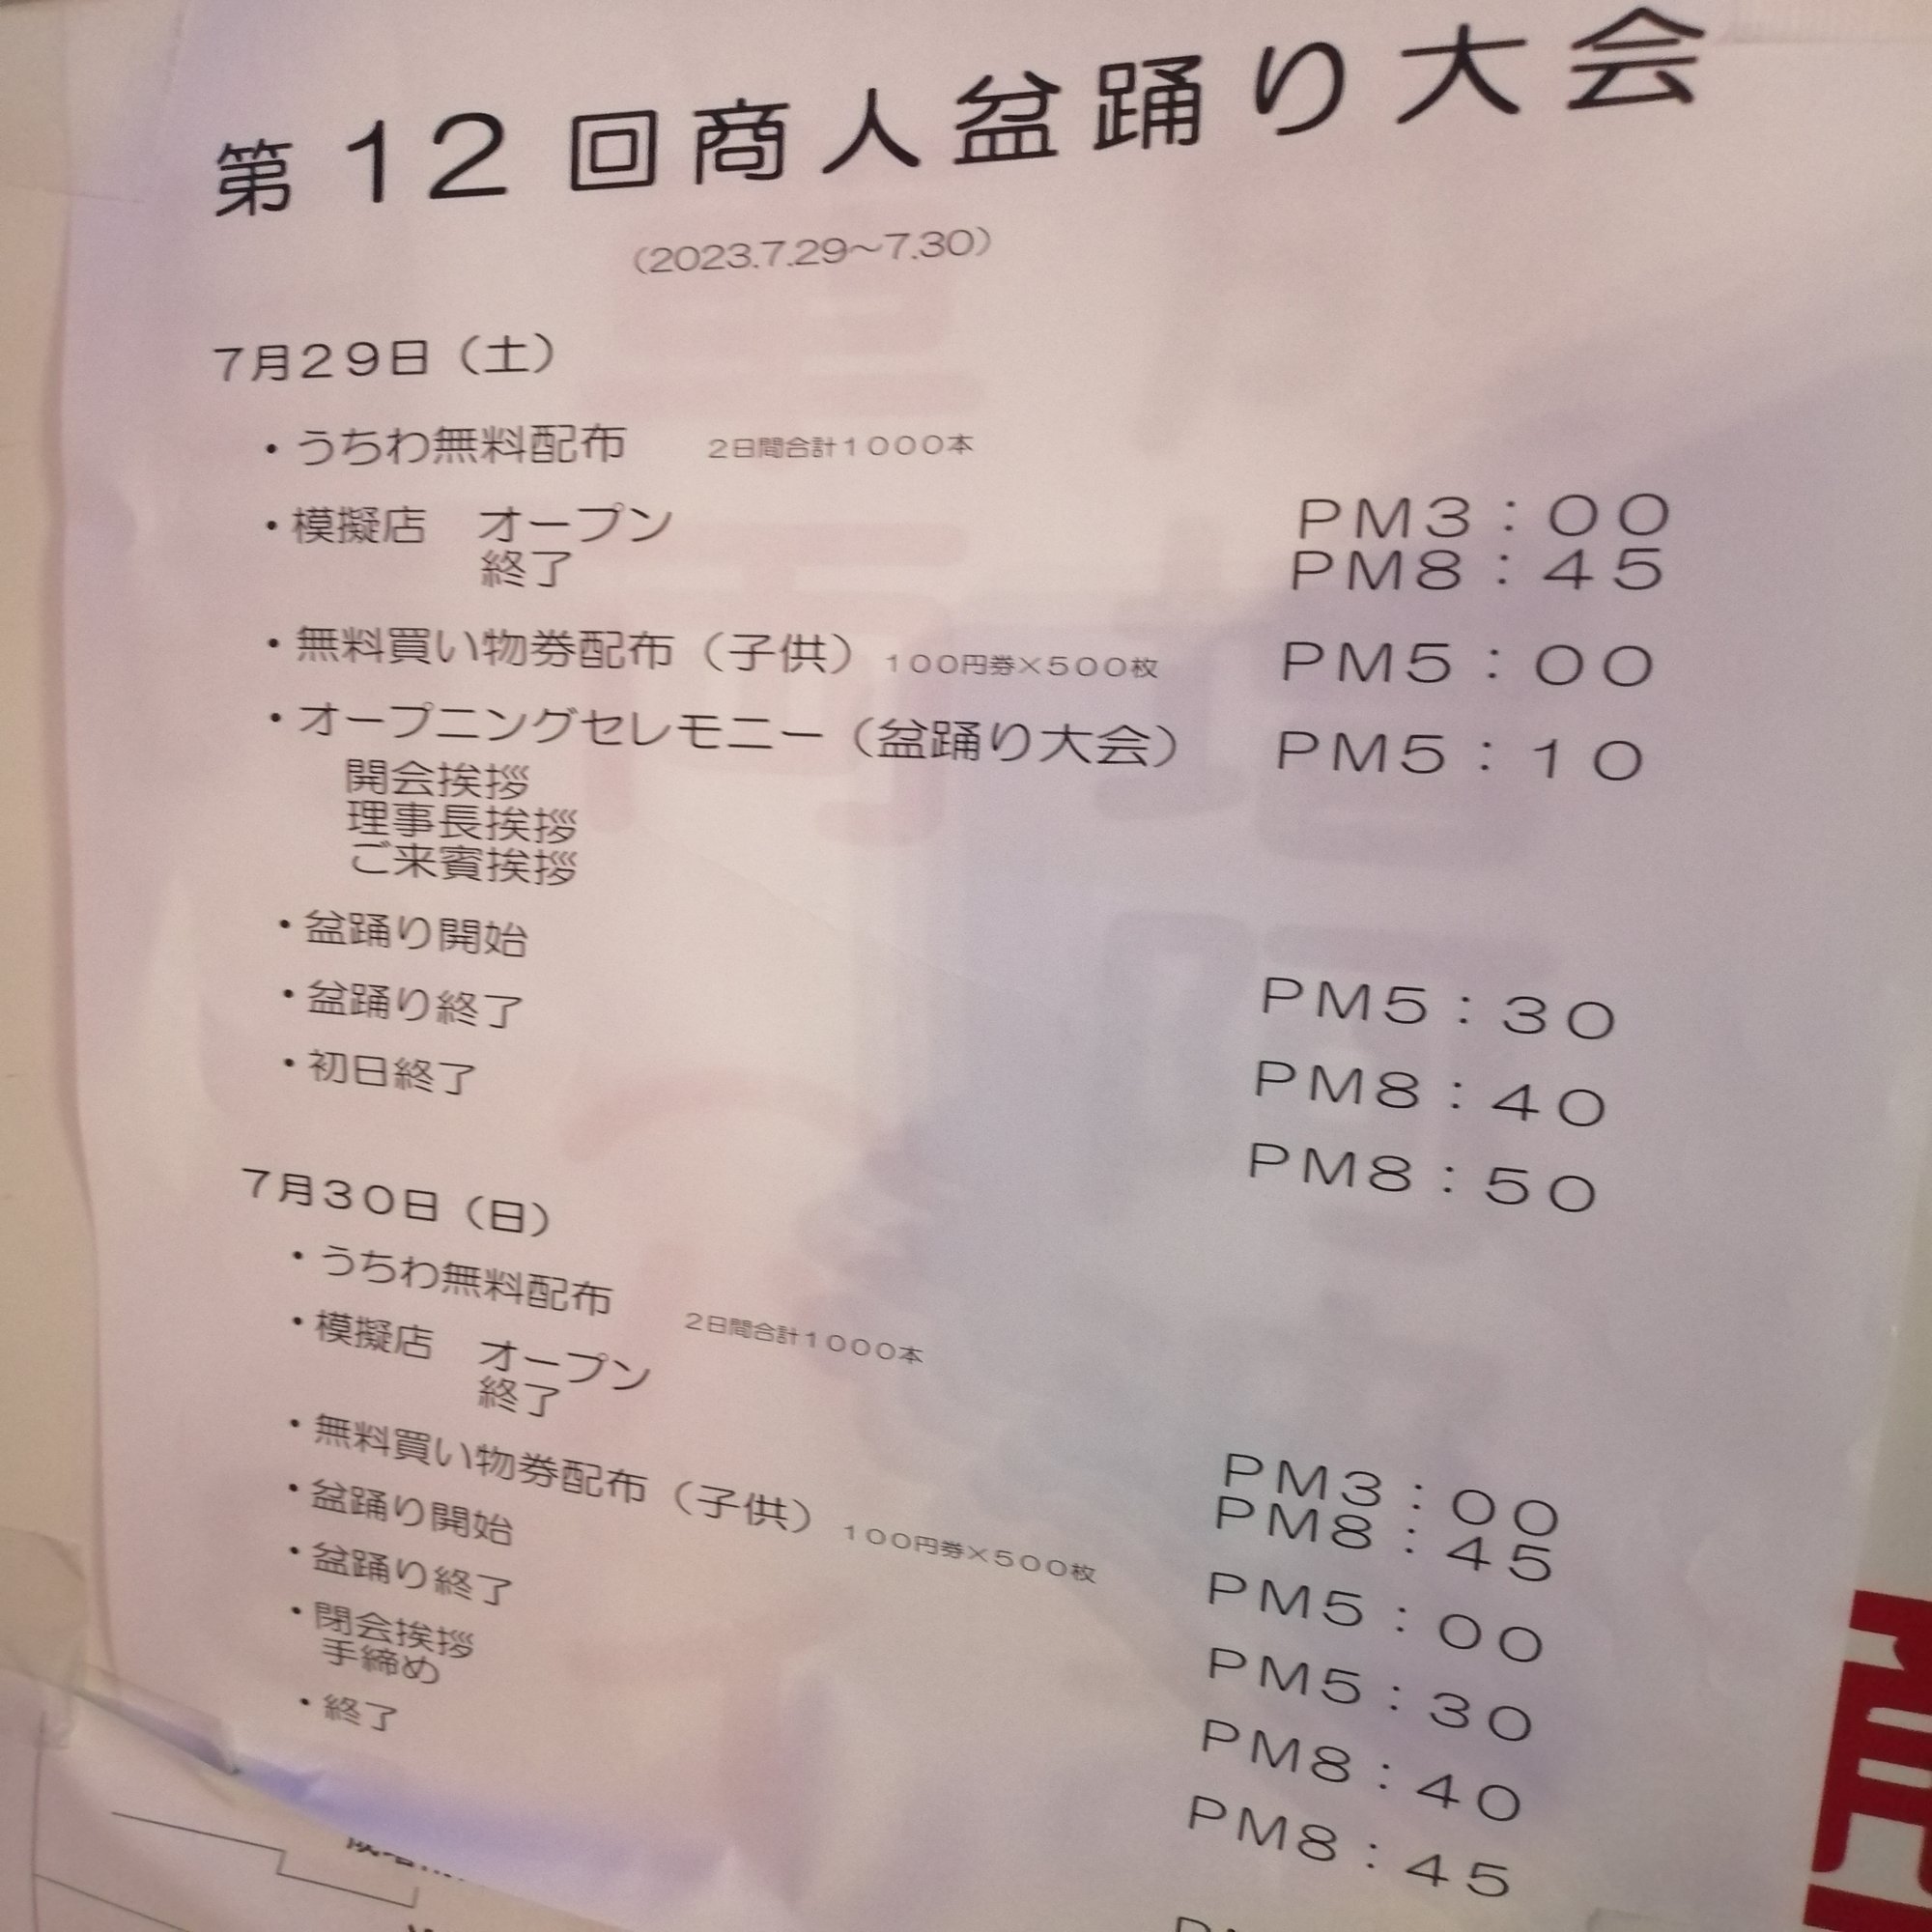 第12回商人盆踊り大会
（2023.7.29～7.30）
7月29日（土）
・うちわ無料配布　2日間合計1000本
・模擬店　オープン　PM3：00
終了　PM8：45
・無料買い物券配布（子供）100円券×500枚　PM5：00
・オープニングセレモニー（盆踊り大会）　PM5：10
開会挨拶
理事長挨拶
ご来賓挨拶
・盆踊り開始　PM5：30
・盆踊り終了　PM8：40
・初日終了　PM8：50
7月30日（日）
・うちわ無料配布　2日間合計1000本
・模擬店　オープン　PM3：00
終了　PM8：45
・無料買い物券配布（子供）100円券×500枚　PM5：00
・盆踊り開始　PM5：30
・盆踊り終了　PM8：40
・閉会挨拶　PM8：45
手締め
・終了